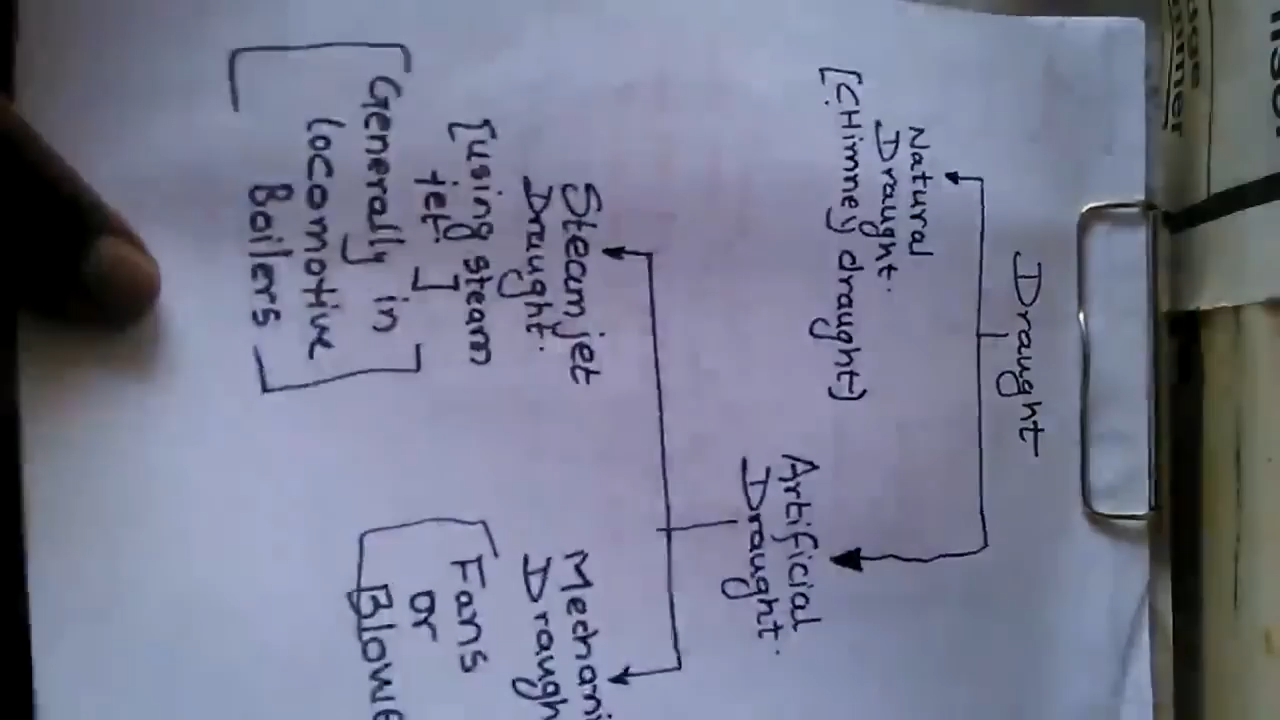 Draught
Natural
Draught.
[CHimney draught)
Artificial
Draught.
Steam jet
Draught.
[using steam
jet.]
[Generally in
locomotive
Boilers]
Mechani
Draugh
[Fans
or
Blowe